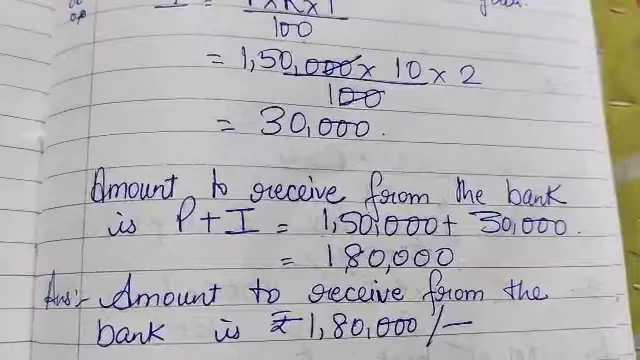 I = P×R×T
100
= 1,50,000 × 10 × 2
100
= 30,000.
Amount to receive from the bank
is P+I = 1,50,000 + 30,000.
= 1,80,000
Ans:- Amount to receive from the
bank is ₹ 1,80,000/-